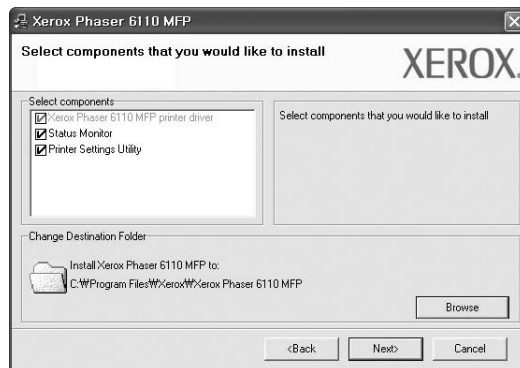 Xerox Phaser 6110 MFP
Select components that you would like to install
XEROX.
Select components
Xerox Phaser 6110 MFP printer driver
Status Monitor
Printer Settings Utility
Select components that you would like to install
Change Destination Folder
Install Xerox Phaser 6110 MFP to:
C:₩Program Files₩Xerox₩Xerox Phaser 6110 MFP
Browse
<Back
Next>
Cancel